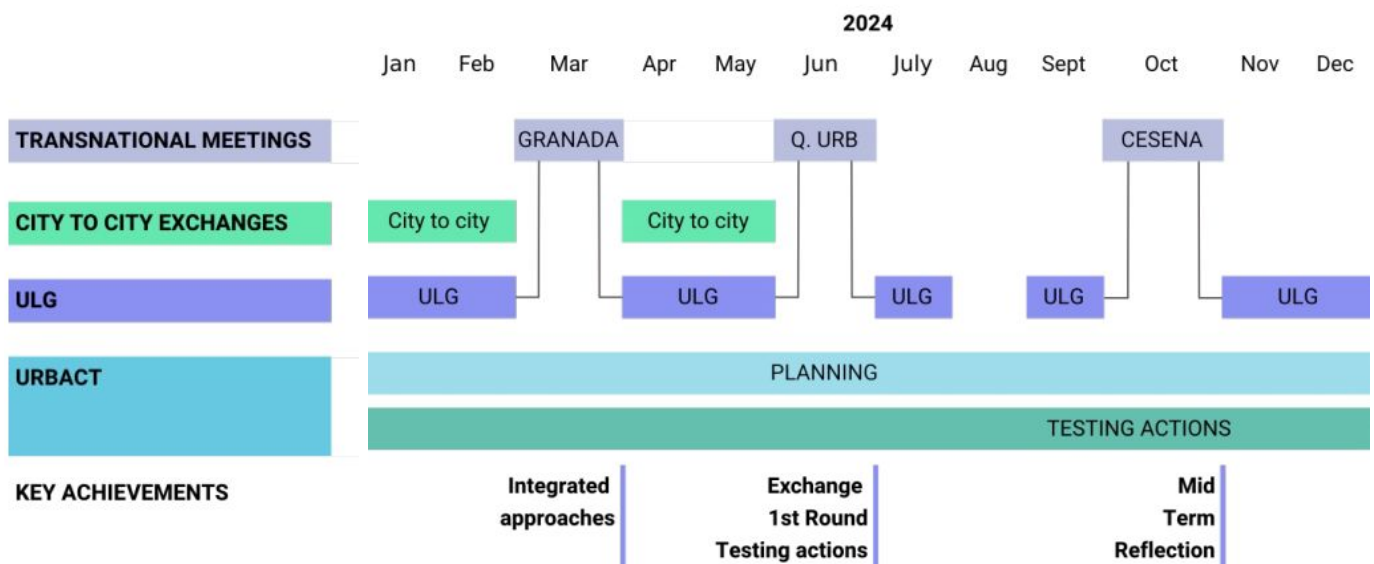 2024
Jan Feb Mar Apr May Jun July Aug Sept Oct Nov Dec
TRANSNATIONAL MEETINGS GRANADA Q. URB CESENA
CITY TO CITY EXCHANGES City to city City to city
ULG ULG ULG ULG ULG ULG
URBACT PLANNING
TESTING ACTIONS
KEY ACHIEVEMENTS
Integrated
approaches
Exchange
1st Round
Testing actions
Mid
Term
Reflection